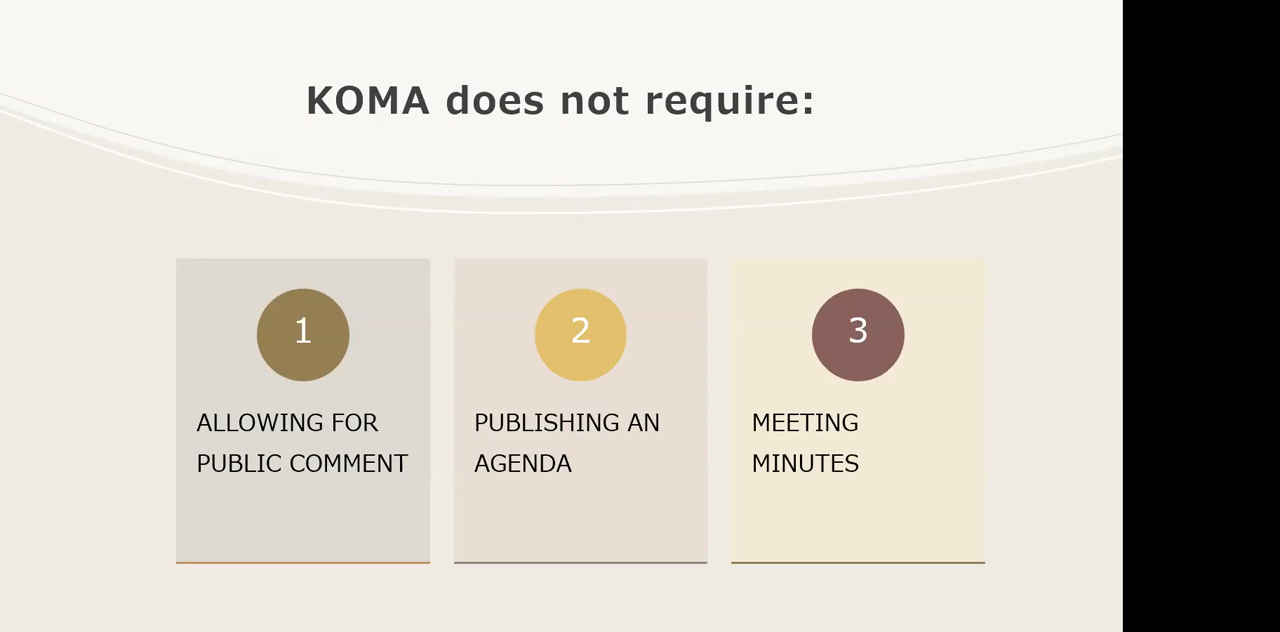 KOMA does not require:
1
ALLOWING FOR
PUBLIC COMMENT
2
PUBLISHING AN
AGENDA
3
MEETING
MINUTES